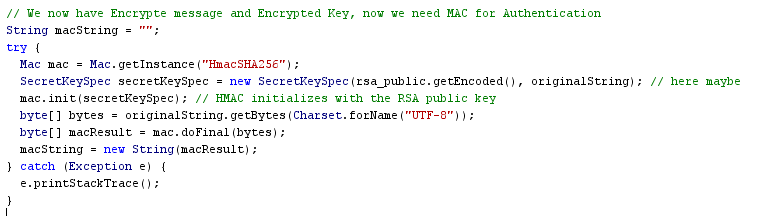 // We now have Encrypte message and Encrypted Key, now we need MAC for Authentication
String macString = "";
try {
Mac mac = Mac.getInstance("HmacSHA256");
SecretKeySpec secretKeySpec = new SecretKeySpec(rsa_public.getEncoded(), originalString); // here maybe
mac.init(secretKeySpec); // HMAC initializes with the RSA public key
byte[] bytes = originalString.getBytes(Charset.forName("UTF-8"));
byte[] macResult = mac.doFinal(bytes);
macString = new String(macResult);
} catch (Exception e) {
e.printStackTrace();
}